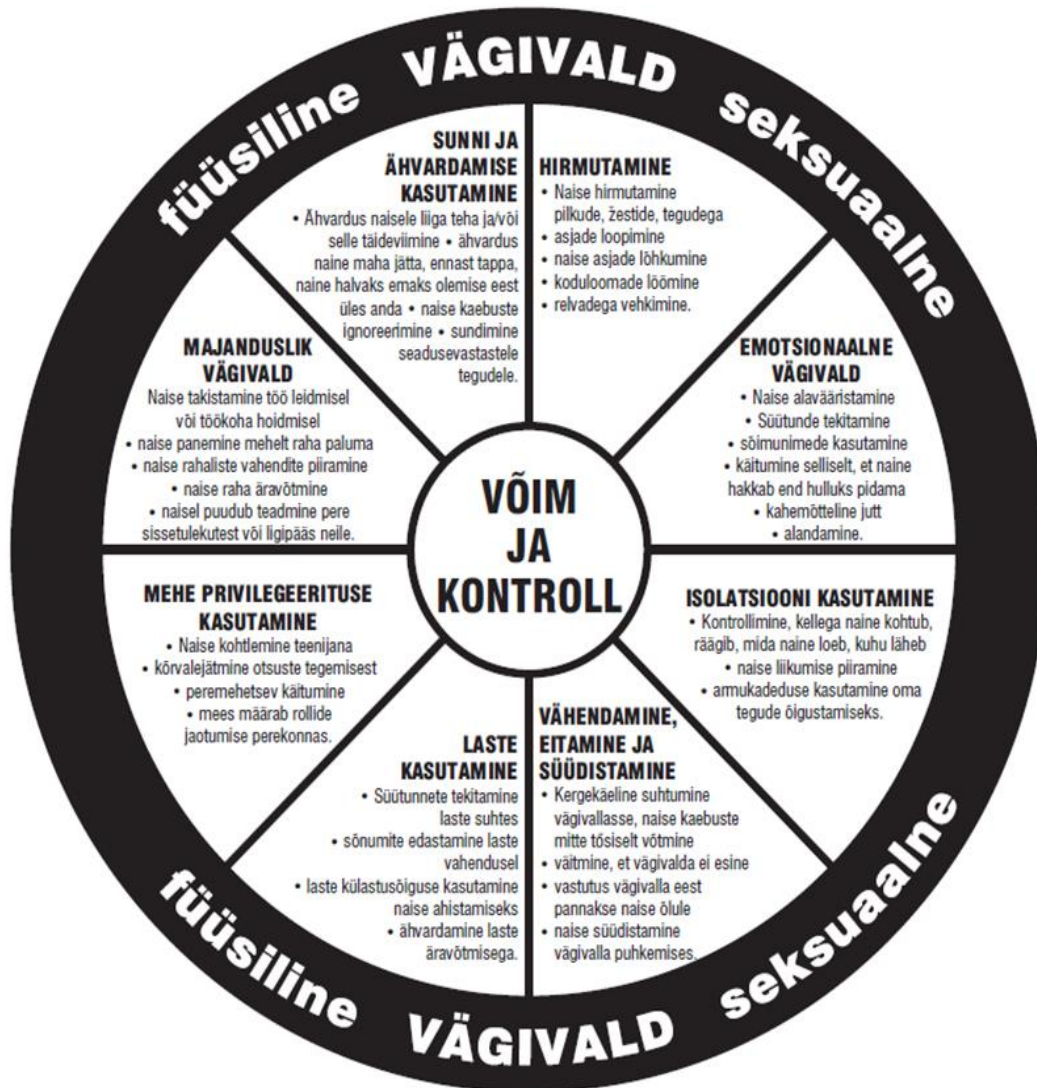 füüsiline VÄGIVALD seksuaalne
SUNNI JA
ÄHVARDAMISE
KASUTAMINE
• Ähvardus naisele liiga teha ja/või
selle täideviimine • ähvardus
naine maha jätta, ennast tappa,
naine halvaks emaks olemise eest
üles anda • naise kaebuste
ignoreerimine • sundimine
seadusevastastele
tegudele.
HIRMUTAMINE
• Naise hirmutamine
pilkude, žestide, tegudega
• asjade loopimine
• naise asjade lõhkumine
• koduloomade löömine
• relvadega vehkimine.
MAJANDUSLIK
VÄGIVALD
Naise takistamine töö leidmisel
või töökoha hoidmisel
• naise panemine mehelt raha paluma
• naise rahaliste vahendite piiramine
• naise raha äravõtmine
• naisel puudub teadmine pere
sissetulekutest või ligipääs neile.
EMOTSIONAALNE
VÄGIVALD
• Naise alavääristamine
• Süütunde tekitamine
• sõimunimede kasutamine
• käitumine selliselt, et naine
hakkab end hulluks pidama
• kahemõtteline jutt
• alandamine.
VÕIM
JA
KONTROLL
MEHE PRIVILEGEERITUSE
KASUTAMINE
• Naise kohtlemine teenijana
• kõrvalejätmine otsuste tegemisest
• peremehetsev käitumine
• mees määrab rollide
jaotumise perekonnas.
ISOLATSIOONI KASUTAMINE
• Kontrollimine, kellega naine kohtub,
räägib, mida naine loeb, kuhu läheb
• naise liikumise piiramine
• armukadeduse kasutamine oma
tegude õigustamiseks.
LASTE
KASUTAMINE
• Süütunnete tekitamine
laste suhtes
• sõnumite edastamine laste
vahendusel
• laste külastusõiguse kasutamine
naise ahistamiseks
• ähvardamine laste
äravõtmisega.
VÄHENDAMINE,
EITAMINE JA
SÜÜDISTAMINE
• Kergekäeline suhtumine
vägivallasse, naise kaebuste
mitte tõsiselt võtmine
• väitmine, et vägivalda ei esine
• vastutus vägivalla eest
pannakse naise õlule
• naise süüdistamine
vägivalla puhkemises.
füüsiline VÄGIVALD seksuaalne